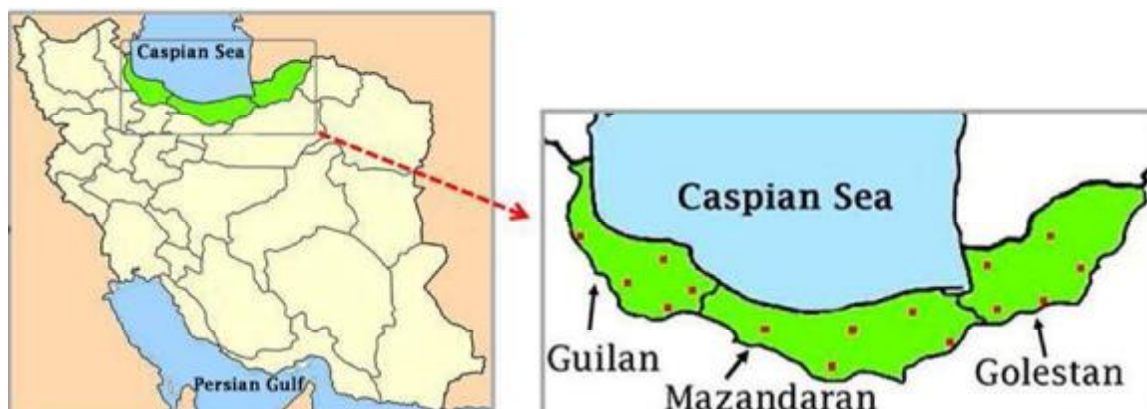 Caspian Sea
Persian Gulf
Caspian Sea
Guilan
Mazandaran
Golestan